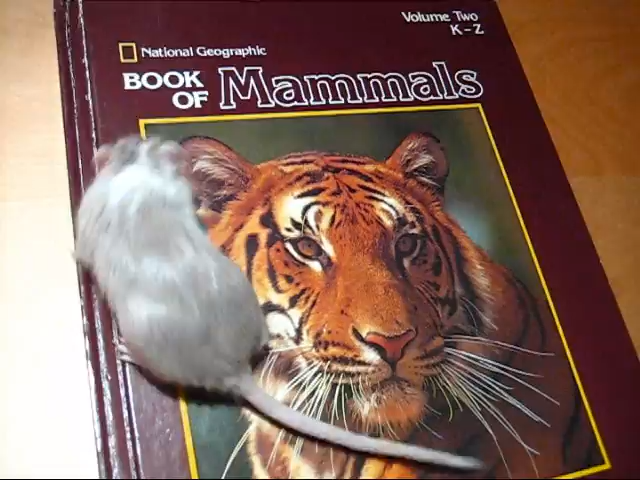 Volume Two
K-Z
National Geographic
BOOK
OF Mammals